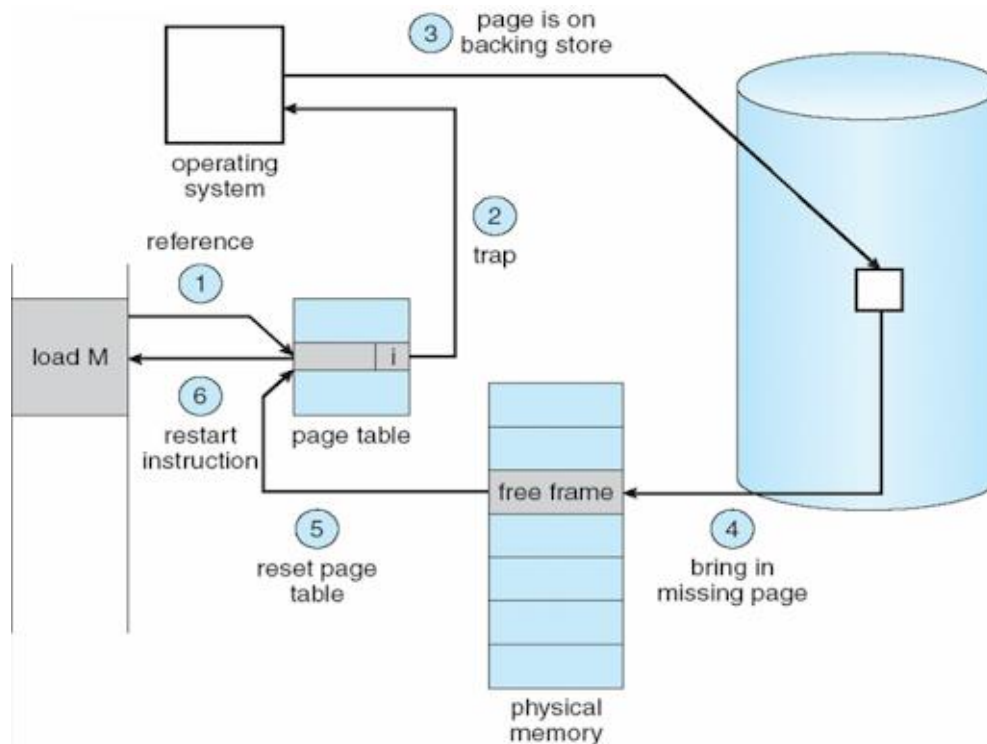 3
page is on
backing store
operating
system
2
trap
reference
1
load M
i
6
restart
instruction
page table
free frame
5
reset page
table
4
bring in
missing page
physical
memory